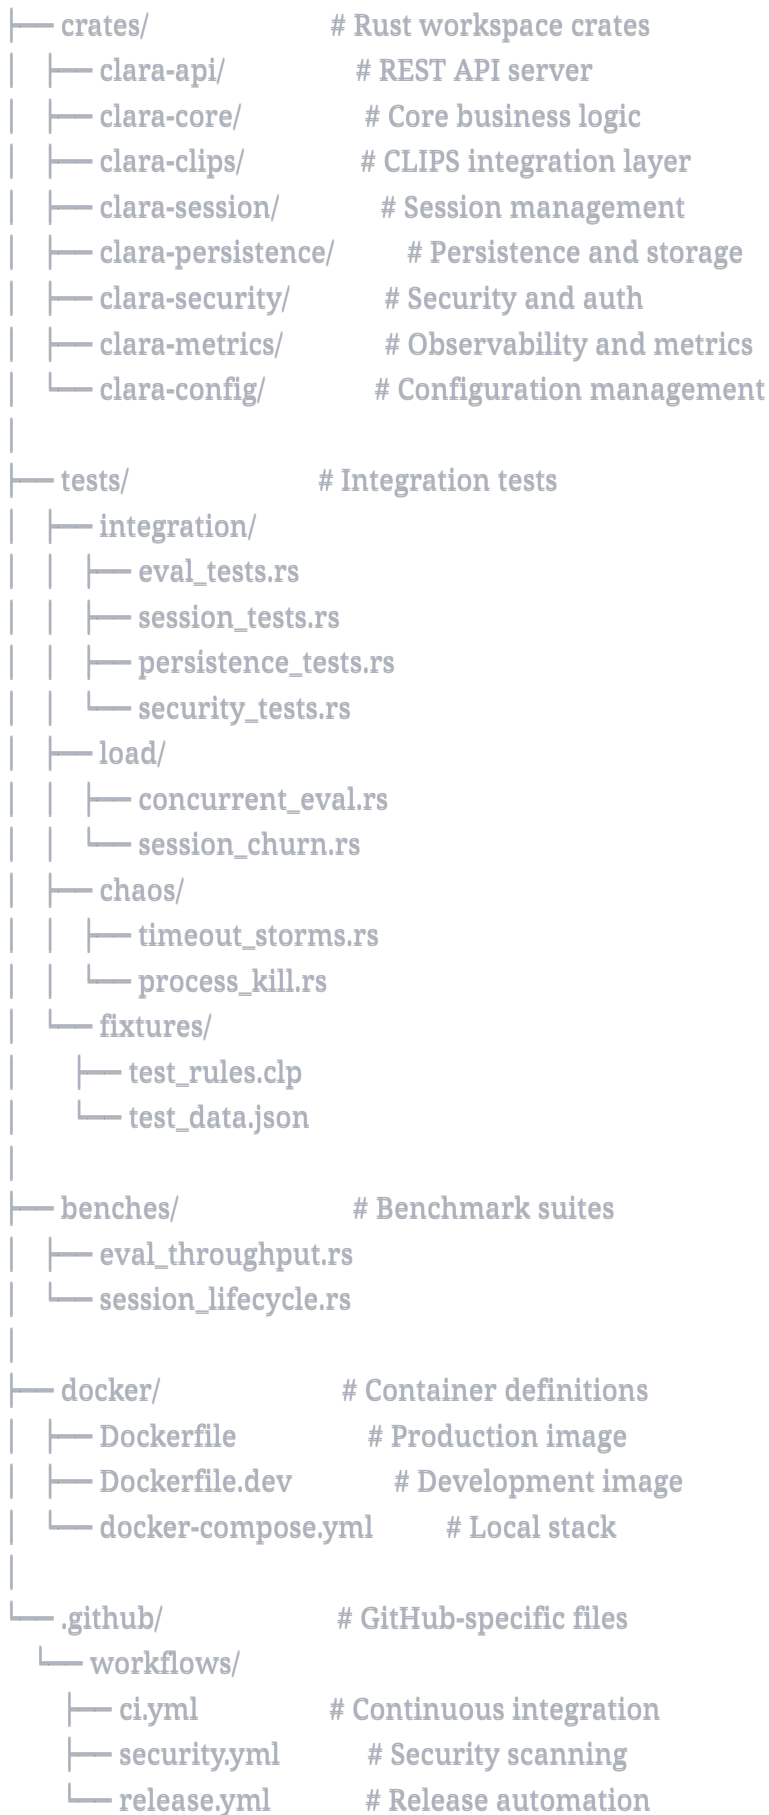 ├── crates/                         # Rust workspace crates
│   ├── clara-api/                  # REST API server
│   ├── clara-core/                 # Core business logic
│   ├── clara-clips/                # CLIPS integration layer
│   ├── clara-session/              # Session management
│   ├── clara-persistence/          # Persistence and storage
│   ├── clara-security/             # Security and auth
│   ├── clara-metrics/              # Observability and metrics
│   └── clara-config/               # Configuration management
│
├── tests/                          # Integration tests
│   ├── integration/
│   │   ├── eval_tests.rs
│   │   ├── session_tests.rs
│   │   ├── persistence_tests.rs
│   │   └── security_tests.rs
│   ├── load/
│   │   ├── concurrent_eval.rs
│   │   └── session_churn.rs
│   ├── chaos/
│   │   ├── timeout_storms.rs
│   │   └── process_kill.rs
│   └── fixtures/
│       ├── test_rules.clp
│       └── test_data.json
│
├── benches/                        # Benchmark suites
│   ├── eval_throughput.rs
│   └── session_lifecycle.rs
│
├── docker/                         # Container definitions
│   ├── Dockerfile                  # Production image
│   ├── Dockerfile.dev              # Development image
│   └── docker-compose.yml          # Local stack
│
└── .github/                        # GitHub-specific files
    └── workflows/
        ├── ci.yml                  # Continuous integration
        ├── security.yml            # Security scanning
        └── release.yml             # Release automation